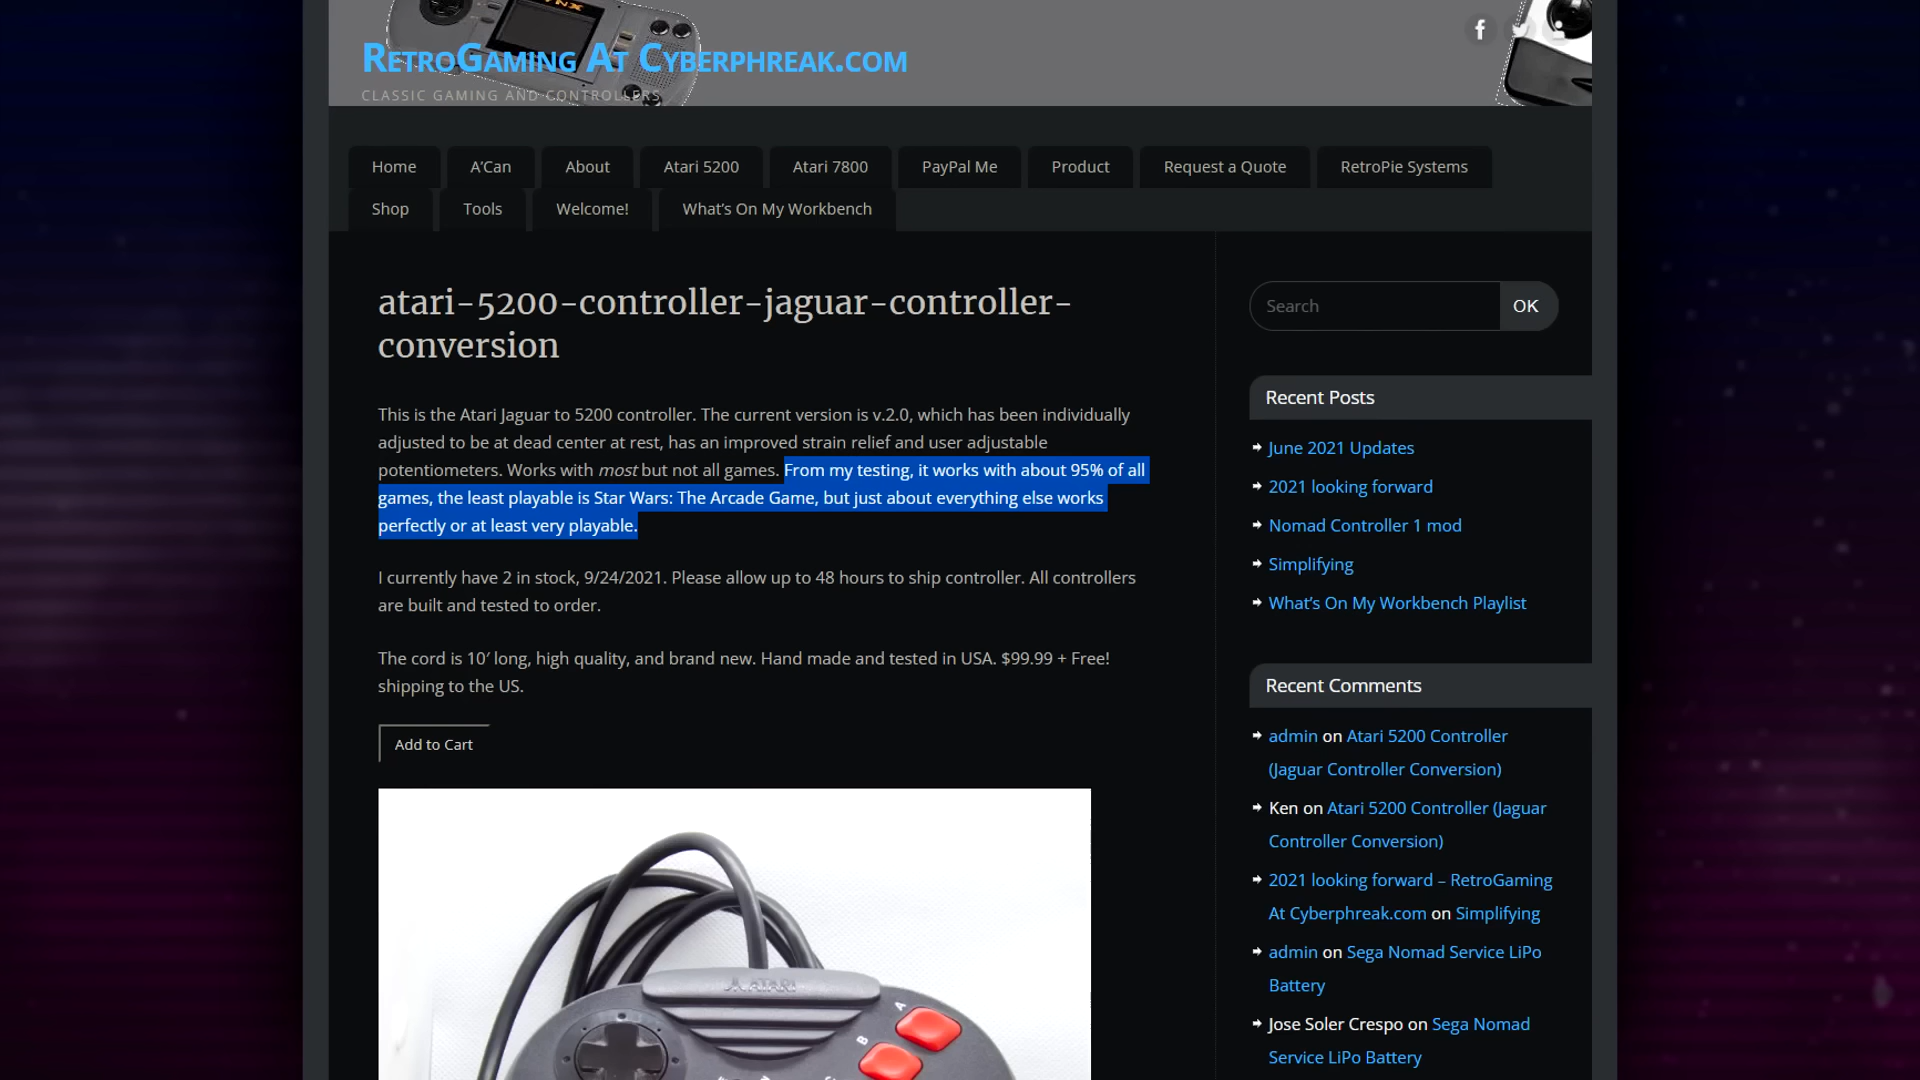 LYNX
RetroGaming At Cyberphreak.com
CLASSIC GAMING AND CONTROLLERS
Home A'Can About Atari 5200 Atari 7800 PayPal Me Product Request a Quote RetroPie Systems
Shop Tools Welcome! What's On My Workbench
atari-5200-controller-jaguar-controller-
conversion
This is the Atari Jaguar to 5200 controller. The current version is v.2.0, which has been individually
adjusted to be at dead center at rest, has an improved strain relief and user adjustable
potentiometers. Works with most but not all games. From my testing, it works with about 95% of all
games, the least playable is Star Wars: The Arcade Game, but just about everything else works
perfectly or at least very playable.
I currently have 2 in stock, 9/24/2021. Please allow up to 48 hours to ship controller. All controllers
are built and tested to order.
The cord is 10′ long, high quality, and brand new. Hand made and tested in USA. $99.99 + Free!
shipping to the US.
Add to Cart
ATARI
A
B
Search OK
Recent Posts
June 2021 Updates
2021 looking forward
Nomad Controller 1 mod
Simplifying
What's On My Workbench Playlist
Recent Comments
admin on Atari 5200 Controller
(Jaguar Controller Conversion)
Ken on Atari 5200 Controller (Jaguar
Controller Conversion)
2021 looking forward – RetroGaming
At Cyberphreak.com on Simplifying
admin on Sega Nomad Service LiPo
Battery
Jose Soler Crespo on Sega Nomad
Service LiPo Battery